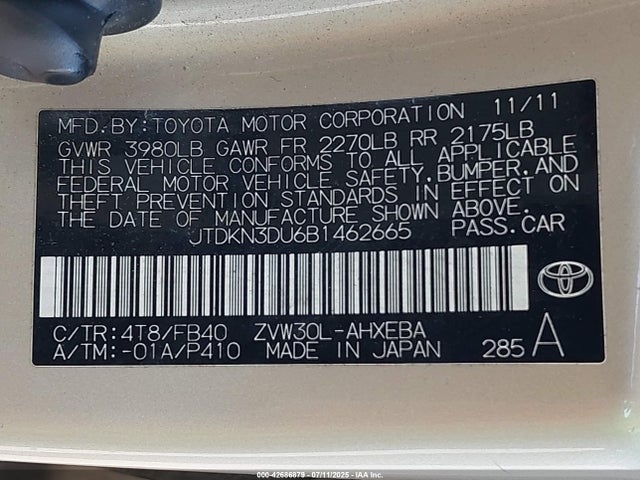 MFD.BY:TOYOTA MOTOR CORPORATION 11/11
GVWR 3980LB GAWR FR 2270LB RR 2175LB
THIS VEHICLE CONFORMS TO ALL APPLICABLE
FEDERAL MOTOR VEHICLE SAFETY,BUMPER,AND
THEFT PREVENTION STANDARDS IN EFFECT ON
THE DATE OF MANUFACTURE SHOWN ABOVE.
JTDKN3DU6B1462665 PASS.CAR
C/TR:4T8/FB40 ZVW30L-AHXEBA
A/TM:-01A/P410 MADE IN JAPAN 285 A
000-42686879 - 07/11/2025 - IAA Inc.